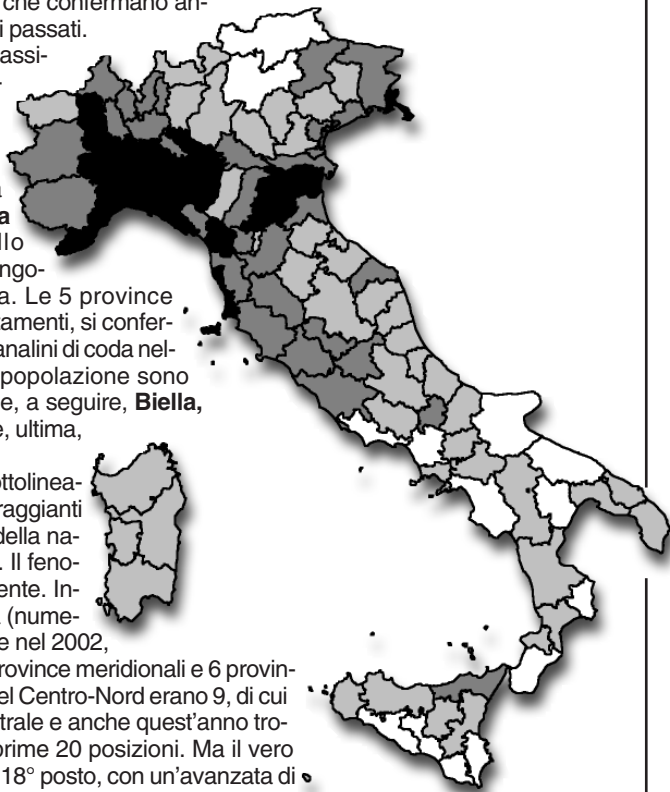 che confermano an-
i passati.
assi-
a
llo
ngo-
a. Le 5 province
tamenti, si confer-
analini di coda nel-
popolazione sono
e, a seguire, Biella,
e, ultima,
ottolinea-
raggianti
della na-
. Il feno-
ente. In-
(nume-
e nel 2002,
rovince meridionali e 6 provin-
el Centro-Nord erano 9, di cui
trale e anche quest'anno tro-
prime 20 posizioni. Ma il vero
18° posto, con un'avanzata di